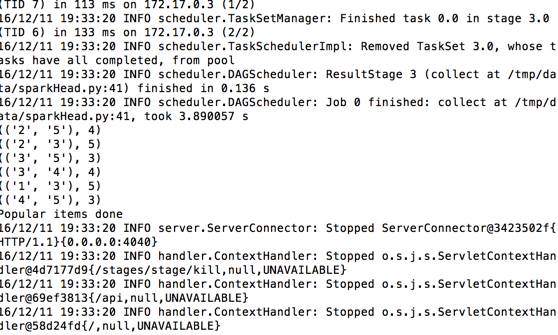 (TID 7) in 113 ms on 172.17.0.3 (1/2)
16/12/11 19:33:20 INFO scheduler.TaskSetManager: Finished task 0.0 in stage 3.0
(TID 6) in 133 ms on 172.17.0.3 (2/2)
16/12/11 19:33:20 INFO scheduler.TaskSchedulerImpl: Removed TaskSet 3.0, whose t
asks have all completed, from pool
16/12/11 19:33:20 INFO scheduler.DAGScheduler: ResultStage 3 (collect at /tmp/da
ta/sparkHead.py:41) finished in 0.136 s
16/12/11 19:33:20 INFO scheduler.DAGScheduler: Job 0 finished: collect at /tmp/d
ata/sparkHead.py:41, took 3.890057 s
(('2', '5'), 4)
(('2', '3'), 5)
(('3', '5'), 3)
(('3', '4'), 4)
(('1', '3'), 5)
(('4', '5'), 3)
Popular items done
16/12/11 19:33:20 INFO server.ServerConnector: Stopped ServerConnector@3423502f{
HTTP/1.1}{0.0.0.0:4040}
16/12/11 19:33:20 INFO handler.ContextHandler: Stopped o.s.j.s.ServletContextHan
dler@4d7177d9{/stages/stage/kill,null,UNAVAILABLE}
16/12/11 19:33:20 INFO handler.ContextHandler: Stopped o.s.j.s.ServletContextHan
dler@69ef3813{/api,null,UNAVAILABLE}
16/12/11 19:33:20 INFO handler.ContextHandler: Stopped o.s.j.s.ServletContextHan
dler@58d24fd{/,null,UNAVAILABLE}